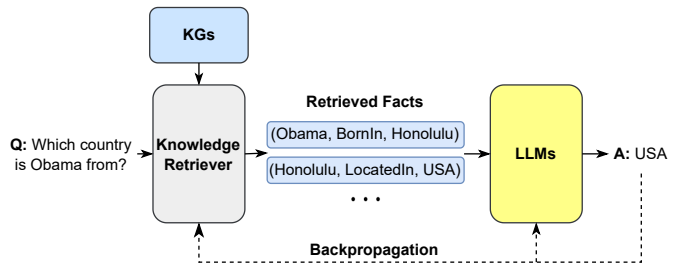 KGs
Q: Which country
is Obama from?
Knowledge
Retriever
Retrieved Facts
(Obama, BornIn, Honolulu)
(Honolulu, LocatedIn, USA)
• • •
LLMs
A: USA
Backpropagation